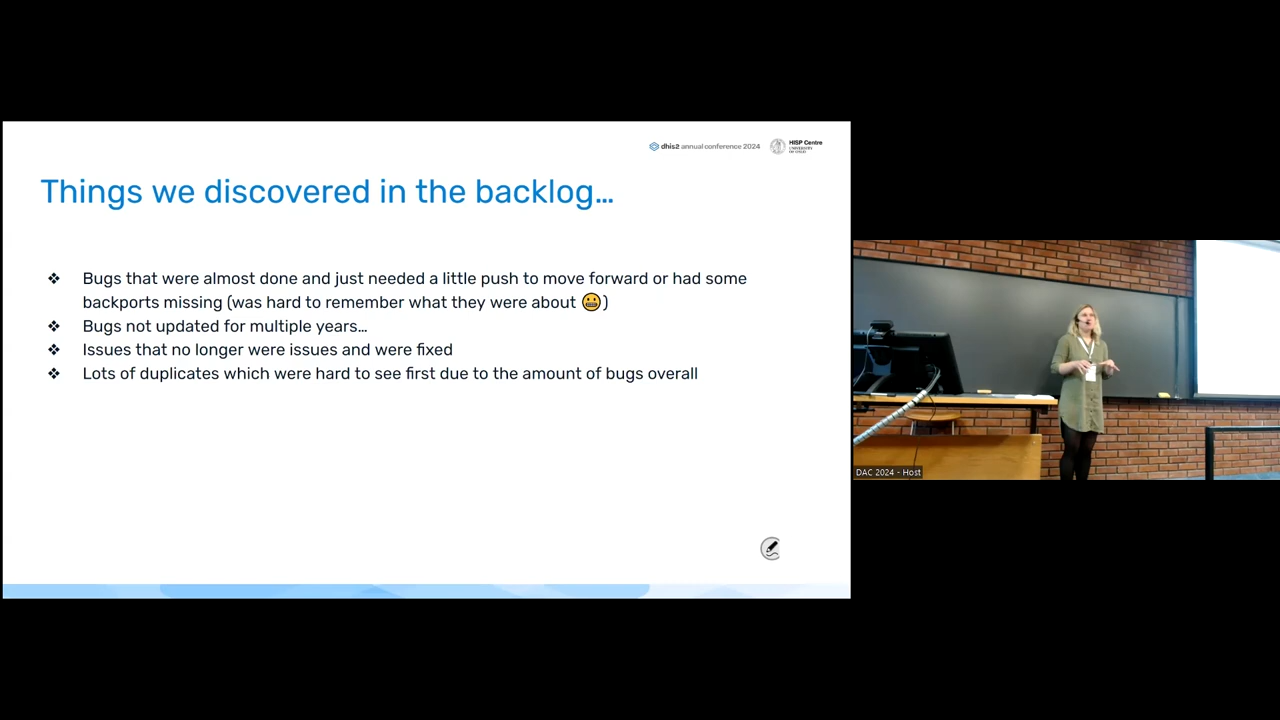 dhis2 annual conference 2024
HISP Centre
UNIVERSITY
OF OSLO
Things we discovered in the backlog...
❖ Bugs that were almost done and just needed a little push to move forward or had some
backports missing (was hard to remember what they were about 😬)
❖ Bugs not updated for multiple years...
❖ Issues that no longer were issues and were fixed
❖ Lots of duplicates which were hard to see first due to the amount of bugs overall
DAC 2024 - Host